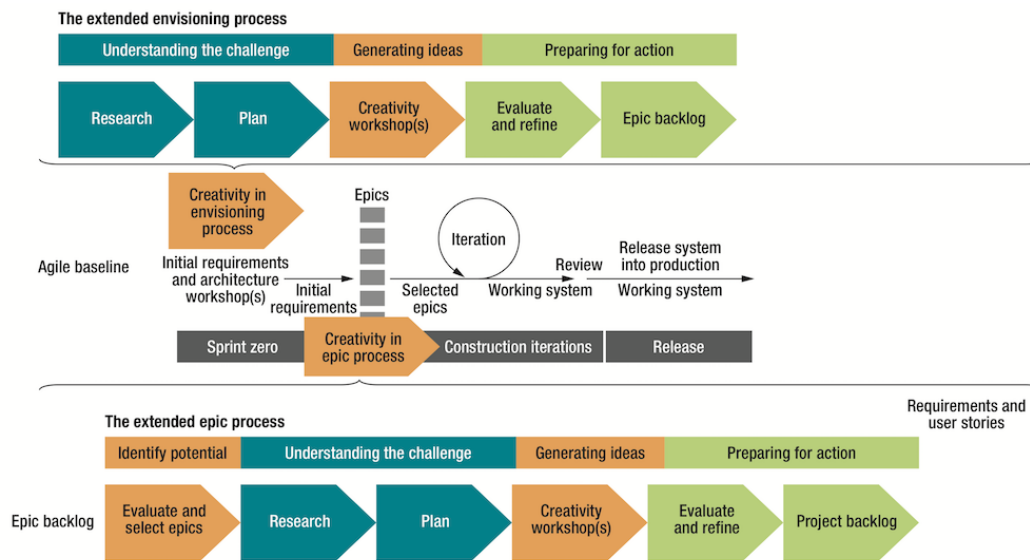 The extended envisioning process
Understanding the challenge
Generating ideas
Preparing for action
Research
Plan
Creativity
workshop(s)
Evaluate
and refine
Epic backlog
Creativity in
envisioning
process
Epics
Iteration
Agile baseline
Initial requirements
and architecture
workshop(s)
Initial
requirements
Selected
epics
Working system
Review
Release system
into production
Working system
Sprint zero
Creativity in
epic process
Construction iterations
Release
The extended epic process
Requirements and
user stories
Identify potential
Understanding the challenge
Generating ideas
Preparing for action
Epic backlog
Evaluate and
select epics
Research
Plan
Creativity
workshop(s)
Evaluate
and refine
Project backlog